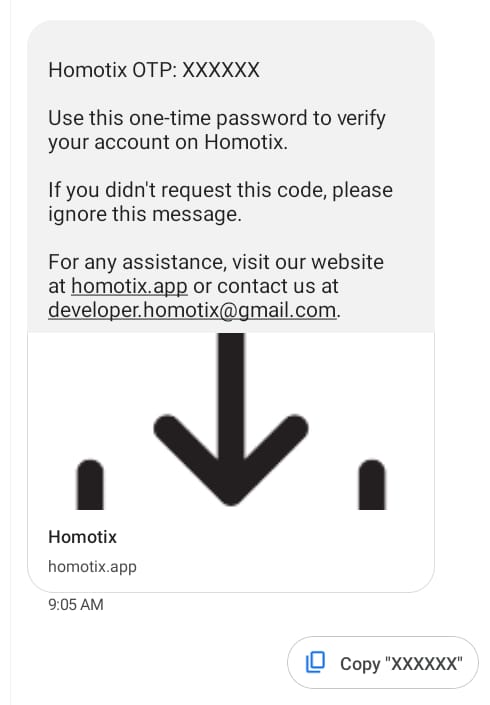 Homotix OTP: XXXXXX
Use this one-time password to verify
your account on Homotix.
If you didn't request this code, please
ignore this message.
For any assistance, visit our website
at homotix.app or contact us at
developer.homotix@gmail.com.
Homotix
homotix.app
9:05 AM
Copy "XXXXXX"